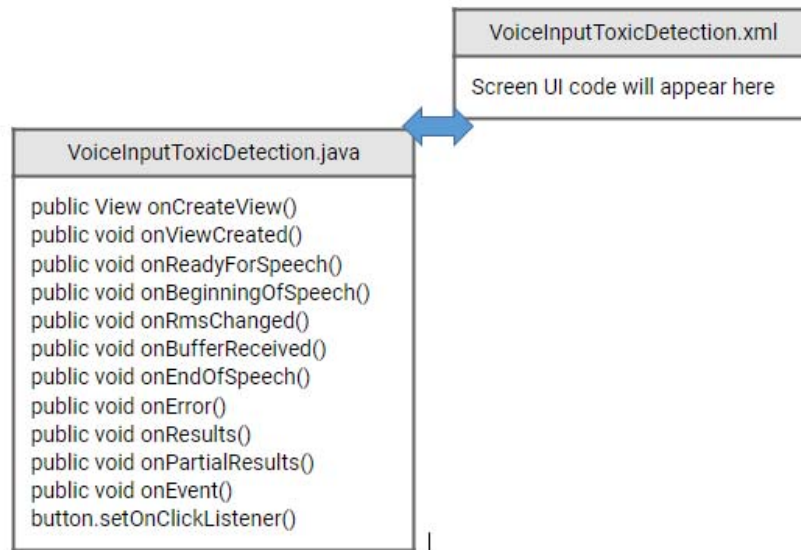 VoiceInputToxicDetection.xml
Screen UI code will appear here
VoiceInputToxicDetection.java
public View onCreateView()
public void onViewCreated()
public void onReadyForSpeech()
public void onBeginningOfSpeech()
public void onRmsChanged()
public void onBufferReceived()
public void onEndOfSpeech()
public void onError()
public void onResults()
public void onPartialResults()
public void onEvent()
button.setOnClickListener()